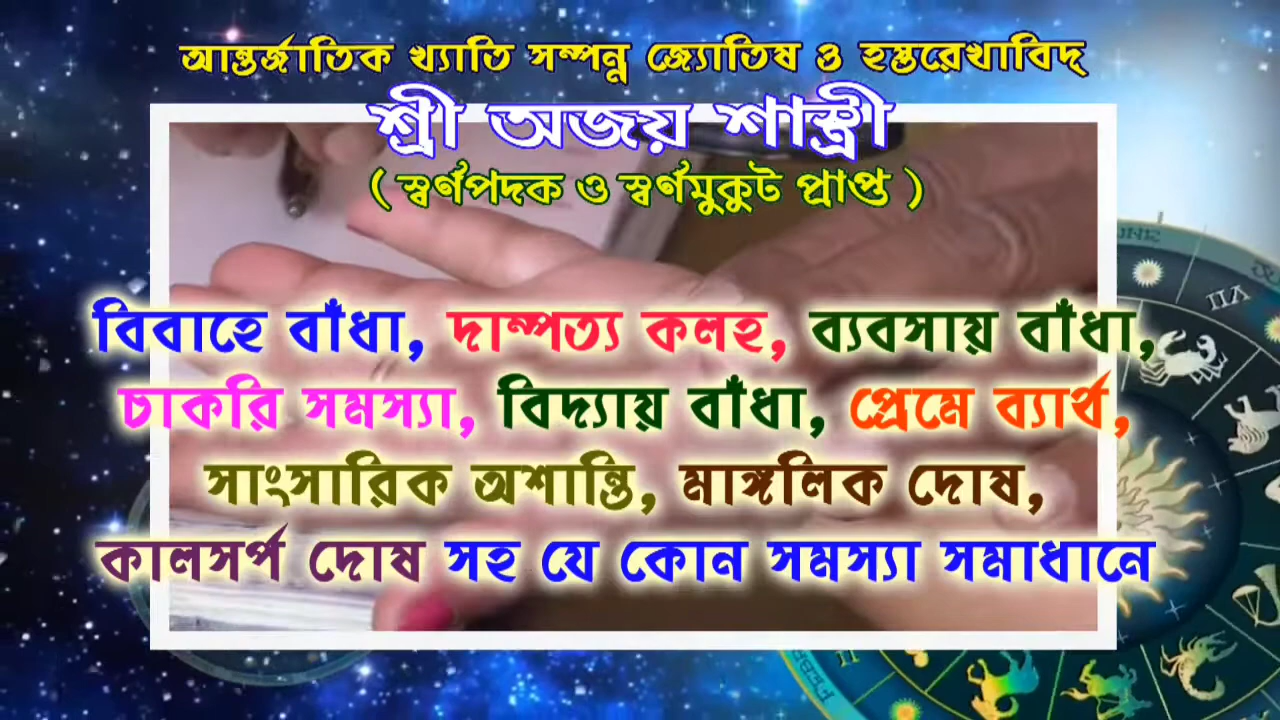 আন্তর্জাতিক খ্যাতি সম্পন্ন জ্যোতিষ ও হস্তরেখাবিদ্
শ্রী অজয় শাস্ত্রী
( স্বর্ণপদক ও স্বর্ণমুকুট প্রাপ্ত )
বিবাহে বাঁধা, দাম্পত্য কলহ, ব্যবসায় বাঁধা,
চাকরি সমস্যা, বিদ্যায় বাঁধা, প্রেমে ব্যার্থ,
সাংসারিক অশান্তি, মাঙ্গলিক দোষ,
কালসর্প দোষ সহ যে কোন সমস্যা সমাধানে